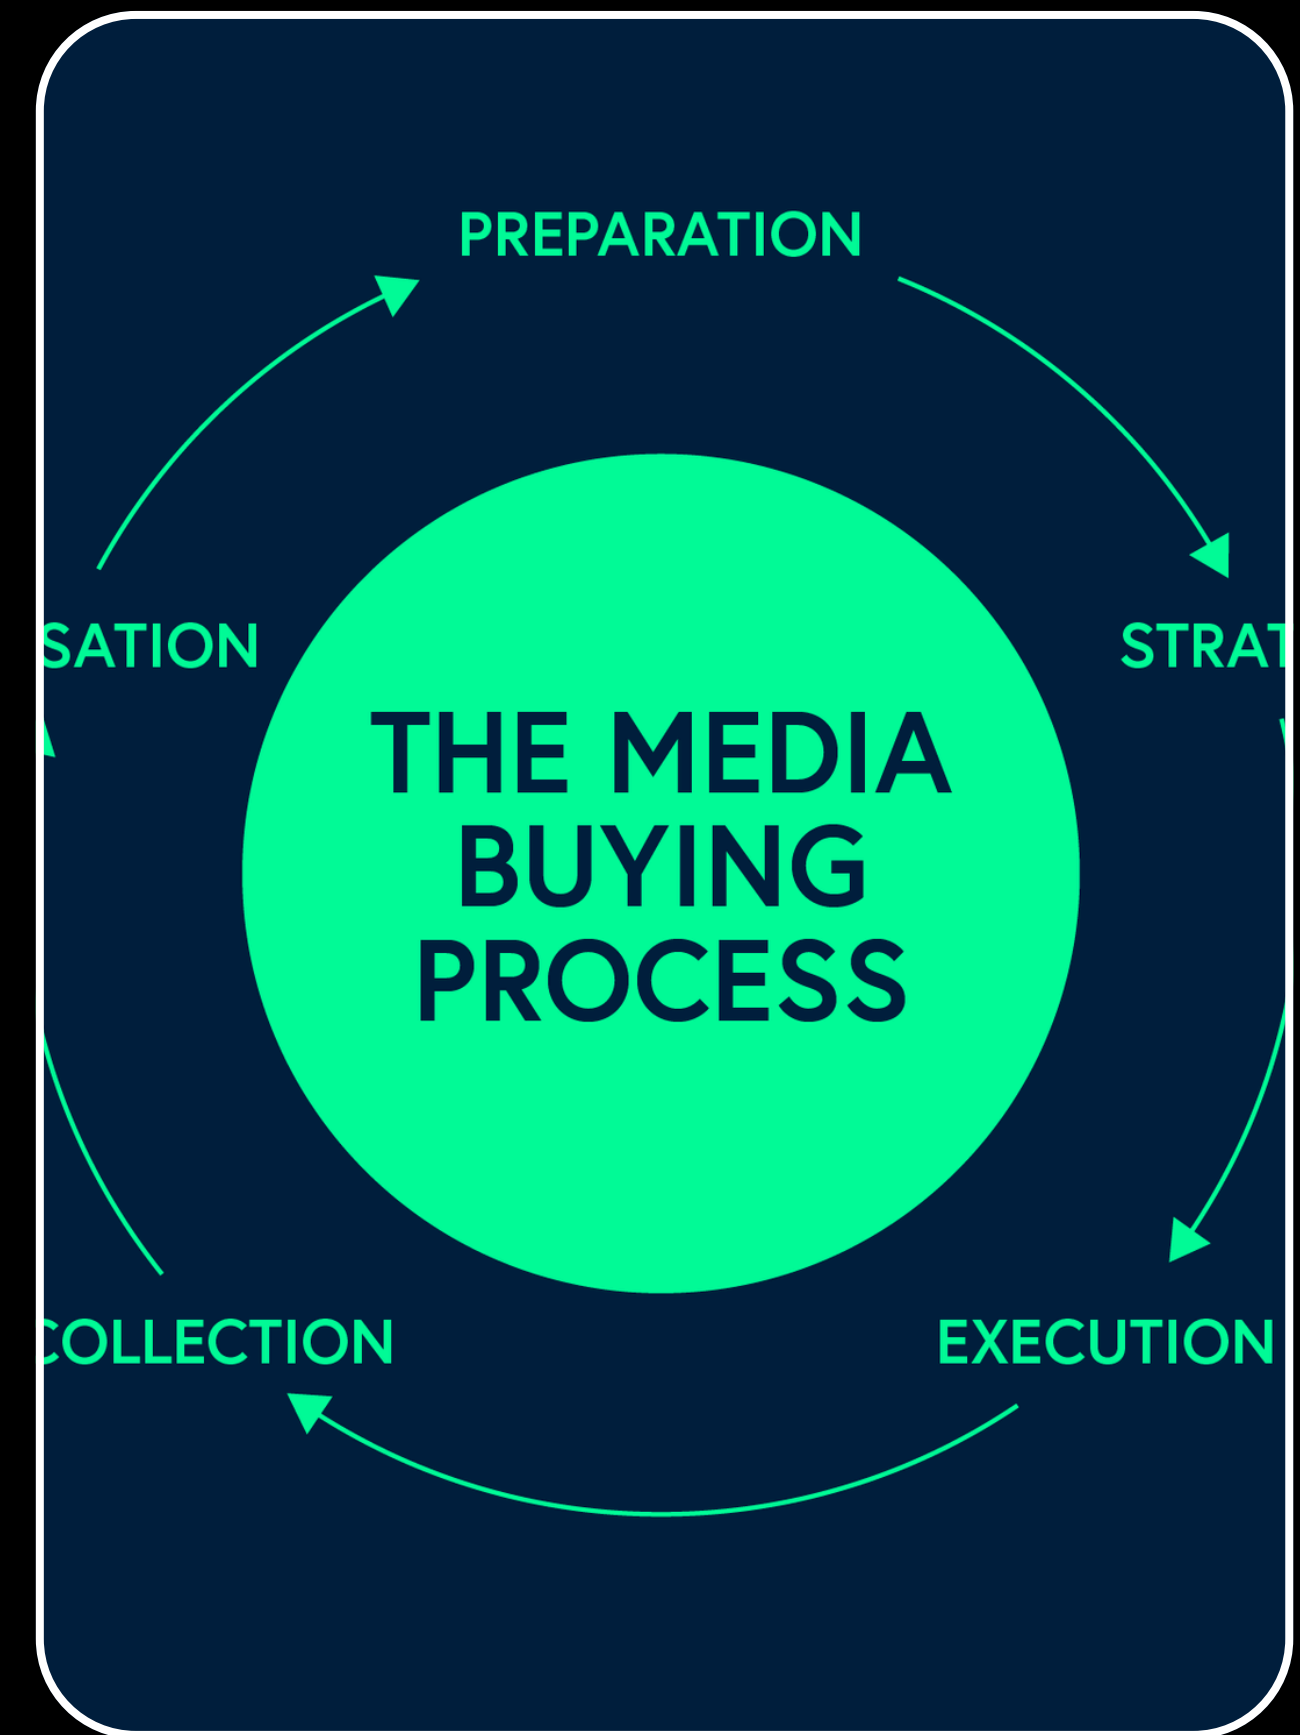 PREPARATION
SATION
STRAT
THE MEDIA
BUYING
PROCESS
COLLECTION
EXECUTION